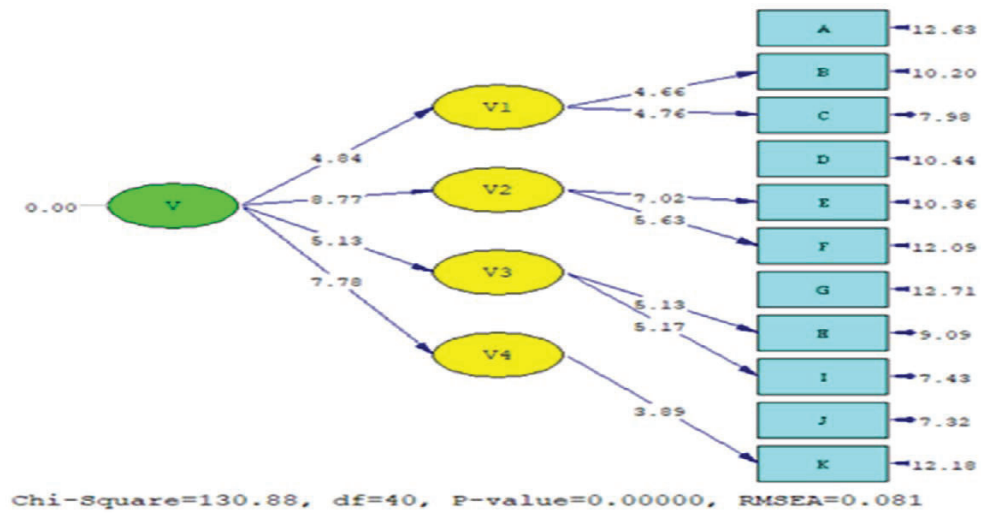 A
12.63
B
10.20
V1
4.66
4.76
C
7.98
4.84
D
10.44
V2
8.77
7.02
E
10.36
0.00
V
5.63
5.13
F
12.09
V3
7.78
G
12.71
5.13
5.17
H
9.09
V4
I
7.43
3.89
J
7.32
K
12.18
Chi-Square=130.88, df=40, P-value=0.00000, RMSEA=0.081